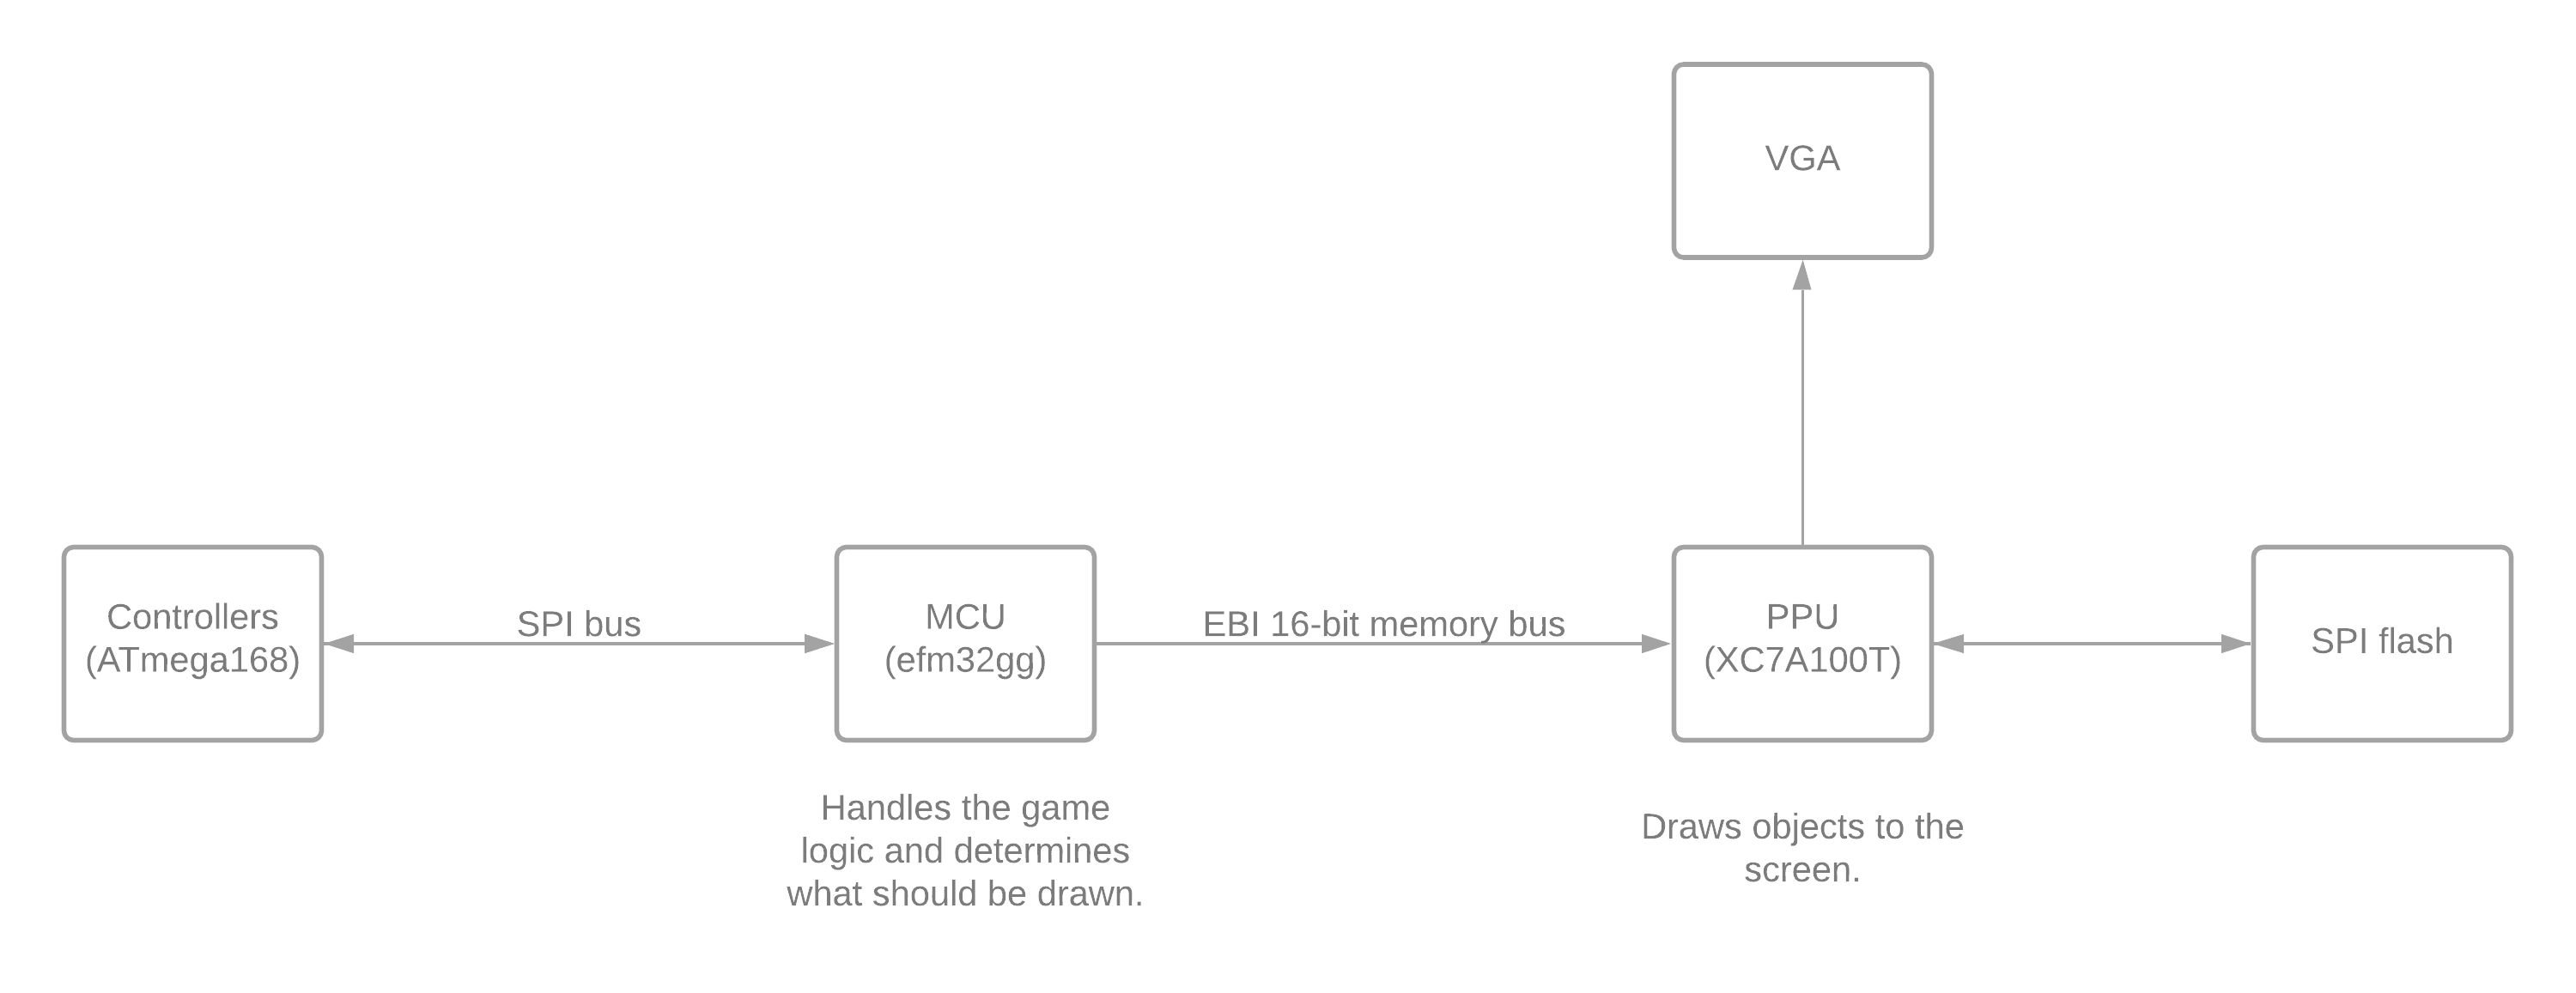 VGA
Controllers
(ATmega168)
SPI bus
MCU
(efm32gg)
EBI 16-bit memory bus
PPU
(XC7A100T)
SPI flash
Handles the game
logic and determines
what should be drawn.
Draws objects to the
screen.